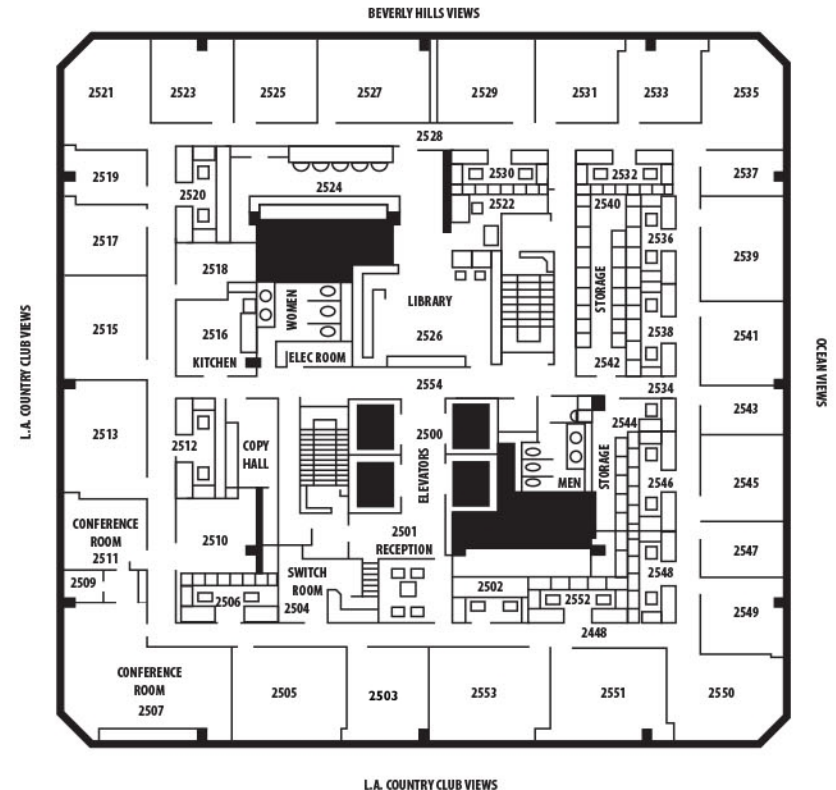 BEVERLY HILLS VIEWS
2521
2523
2525
2527
2529
2531
2533
2535
2528
2519
2520
2524
2530
2532
2537
2522
2540
2517
2536
2539
2518
STORAGE
LIBRARY
WOMEN
2515
2516
2526
2538
2541
L.A. COUNTRY CLUB VIEWS
OCEAN VIEWS
KITCHEN
ELEC ROOM
2542
2554
2534
2543
2513
2512
COPY
HALL
2500
ELEVATORS
2544
STORAGE
MEN
2546
2545
CONFERENCE
ROOM
2511
2510
2501
RECEPTION
2547
2509
SWITCH
ROOM
2504
2506
2502
2552
2548
2549
2448
CONFERENCE
ROOM
2507
2505
2503
2553
2551
2550
L.A. COUNTRY CLUB VIEWS